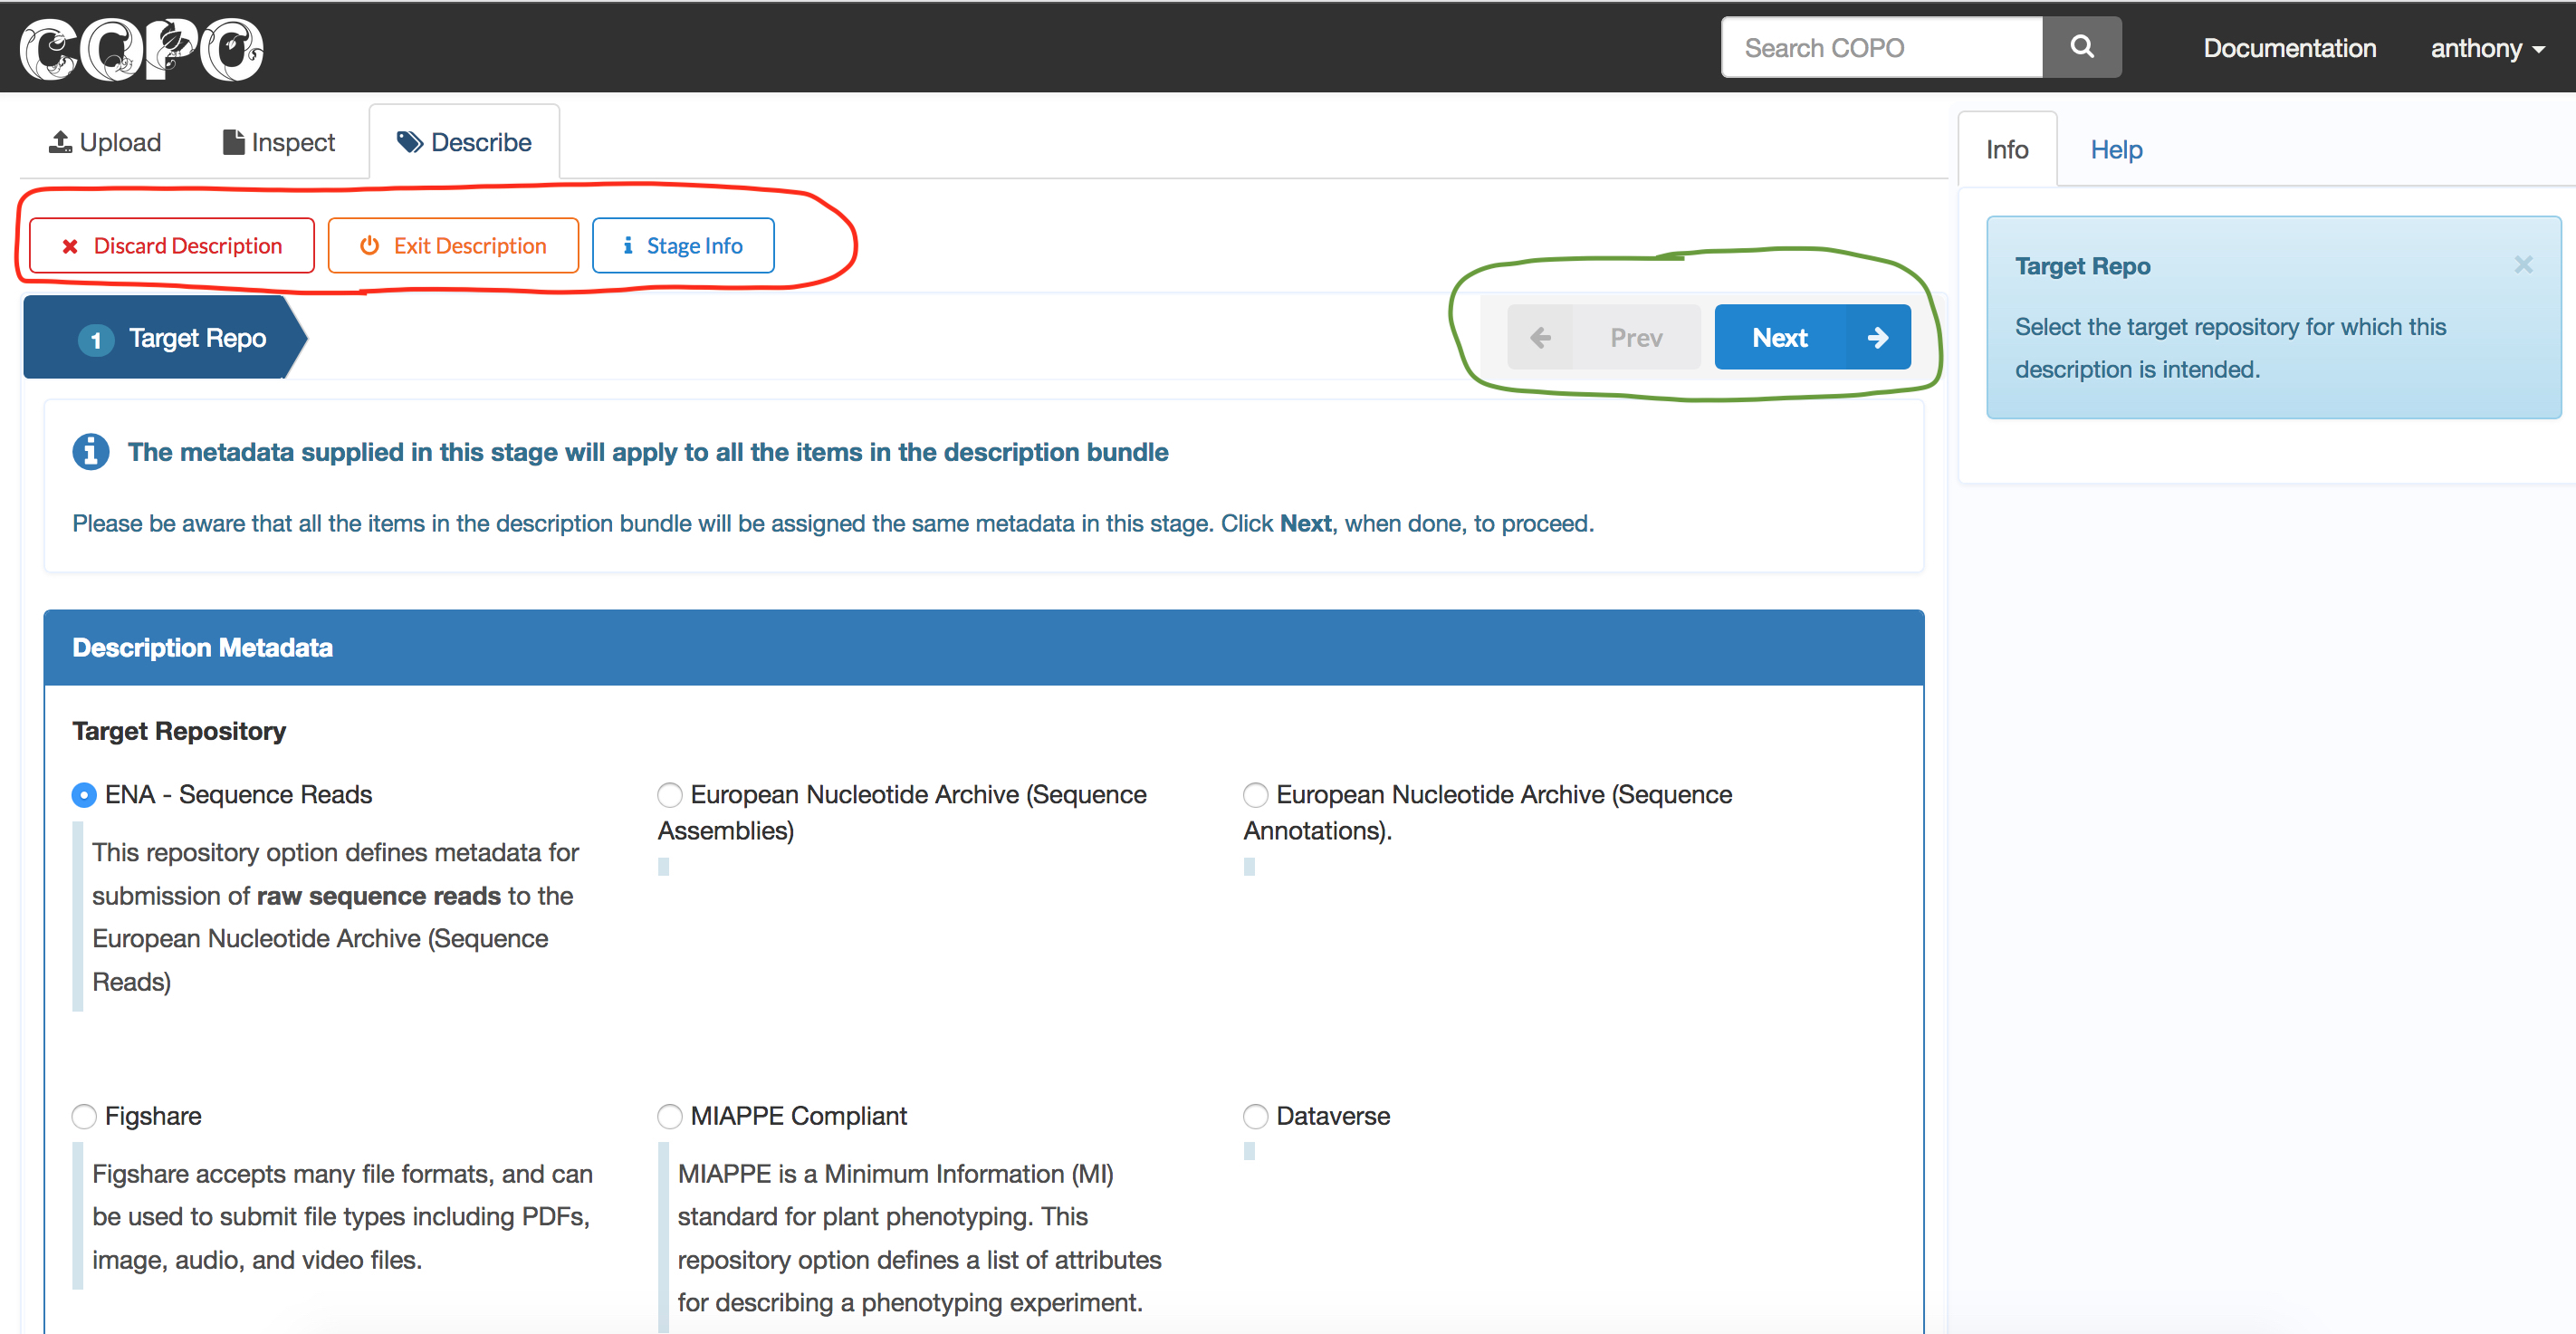 COPO
Search COPO
Documentation
anthony
Upload
Inspect
Describe
Info
Help
Discard Description
Exit Description
Stage Info
1 Target Repo
Prev
Next
Target Repo
Select the target repository for which this
description is intended.
The metadata supplied in this stage will apply to all the items in the description bundle
Please be aware that all the items in the description bundle will be assigned the same metadata in this stage. Click Next, when done, to proceed.
Description Metadata
Target Repository
ENA - Sequence Reads
This repository option defines metadata for
submission of raw sequence reads to the
European Nucleotide Archive (Sequence
Reads)
European Nucleotide Archive (Sequence
Assemblies)
European Nucleotide Archive (Sequence
Annotations).
Figshare
Figshare accepts many file formats, and can
be used to submit file types including PDFs,
image, audio, and video files.
MIAPPE Compliant
MIAPPE is a Minimum Information (MI)
standard for plant phenotyping. This
repository option defines a list of attributes
for describing a phenotyping experiment.
Dataverse